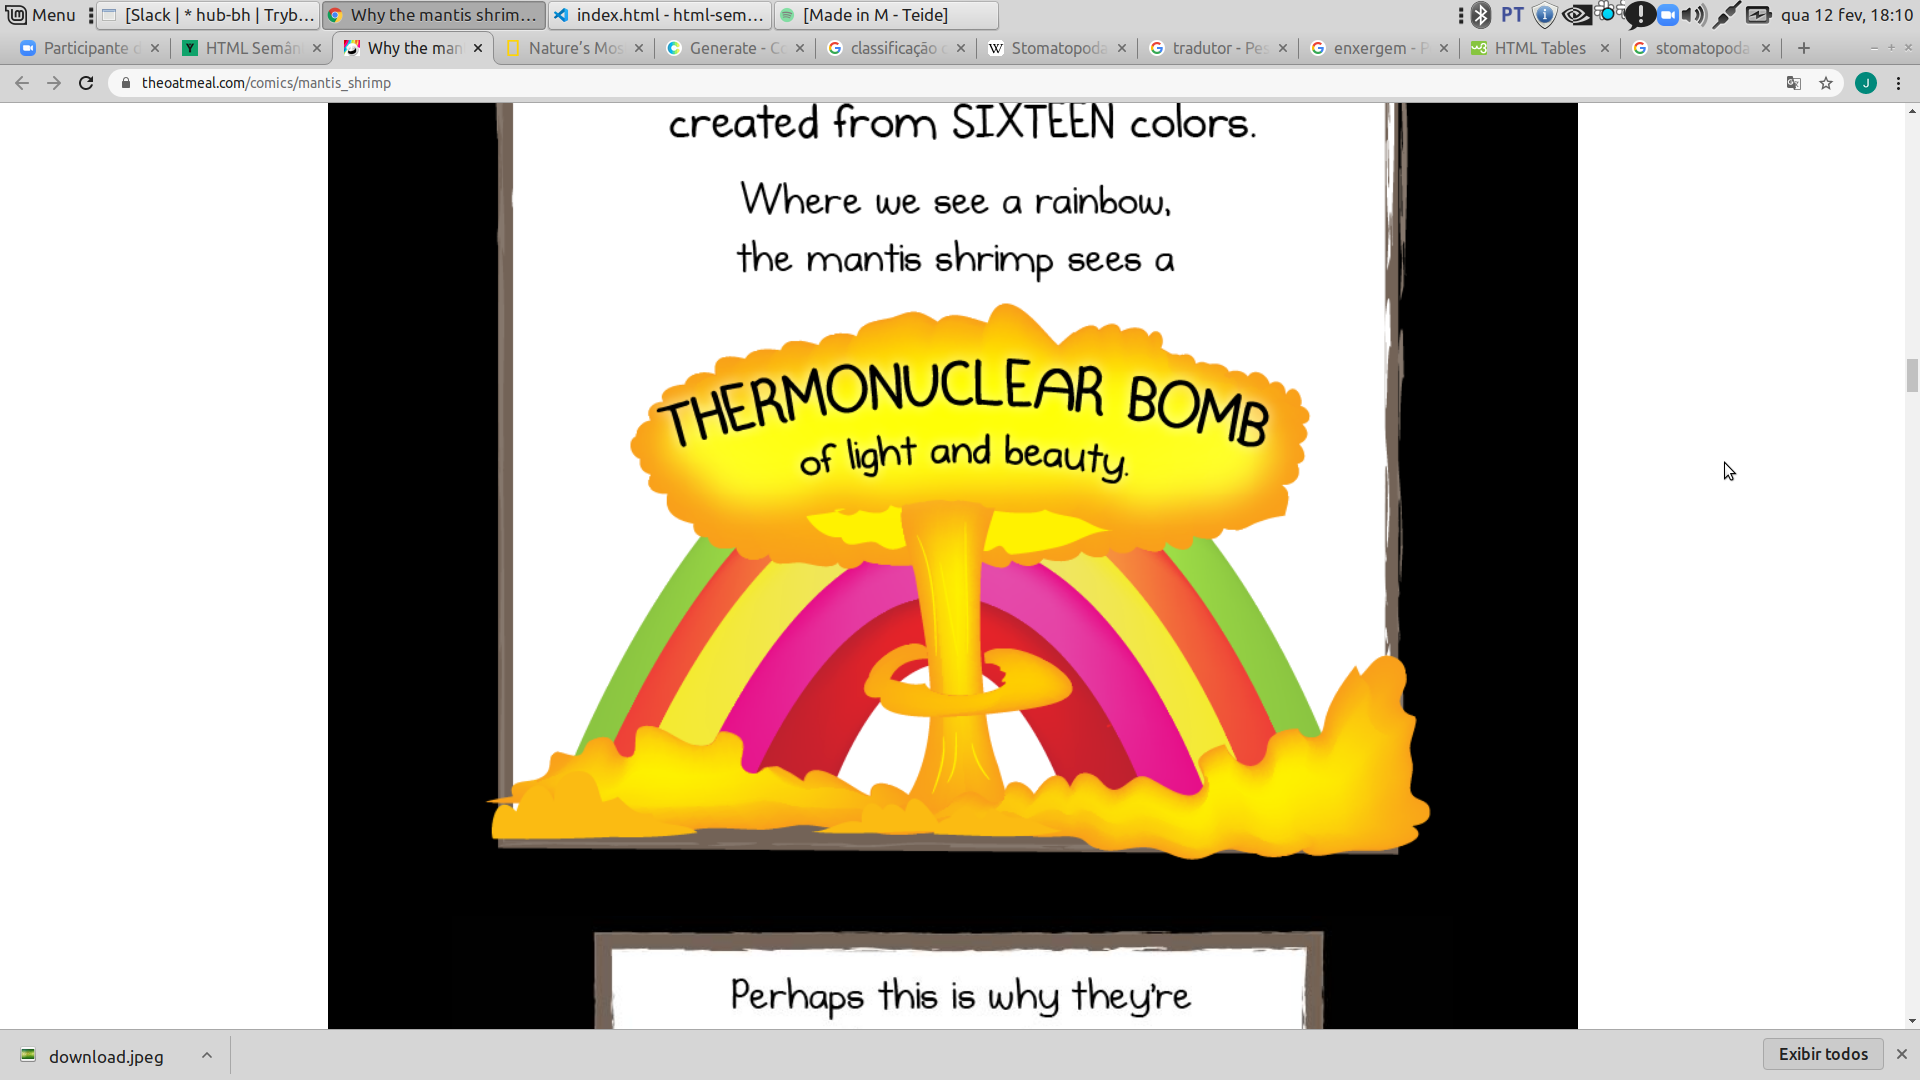 Menu
[Slack | * hub-bh | Tryb...
Why the mantis shrim...
index.html - html-sem...
[Made in M - Teide]
PT
qua 12 fev, 18:10
Participante d
HTML Semân
Why the man
Nature's Mos
Generate - Co
classificação c
Stomatopoda
tradutor - Pes
enxergem - P
HTML Tables
stomatopoda
theoatmeal.com/comics/mantis_shrimp
J
created from SIXTEEN colors.
Where we see a rainbow,
the mantis shrimp sees a
THERMONUCLEAR BOMB
of light and beauty.
Perhaps this is why they're
download.jpeg
Exibir todos